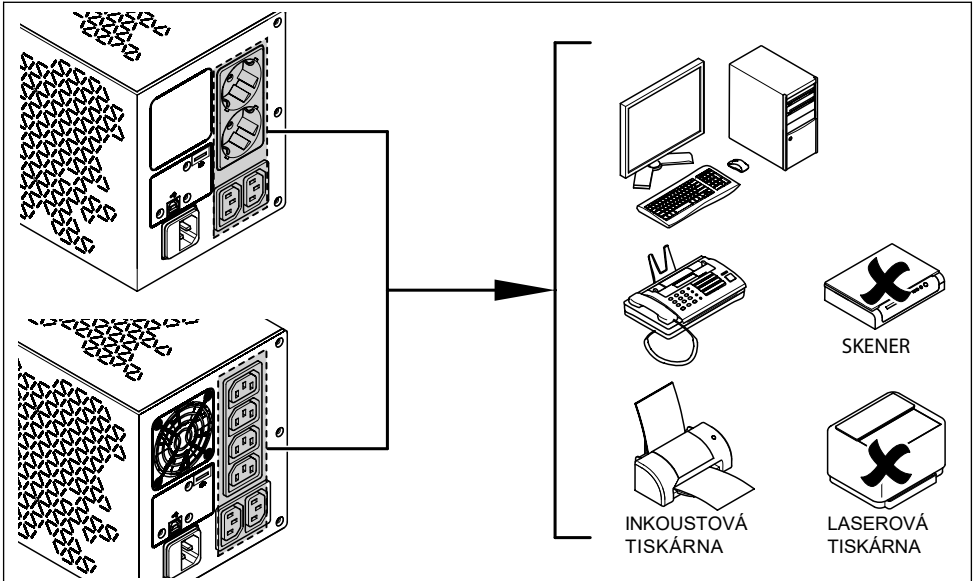 SKENER
INKOUSTOVÁ
TISKÁRNA
LASEROVÁ
TISKÁRNA